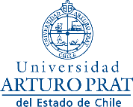 Universidad
ARTURO PRAT
del Estado de Chile